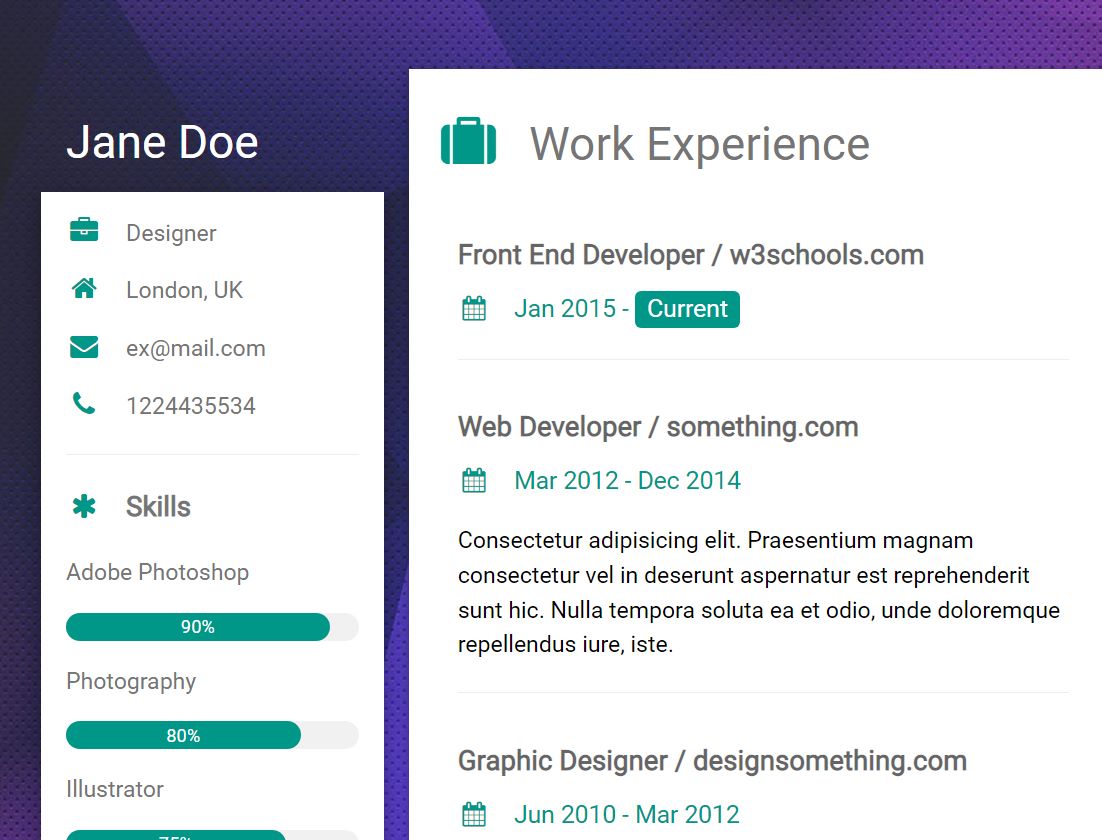 Jane Doe
Designer
London, UK
ex@mail.com
1224435534
Skills
Adobe Photoshop
90%
Photography
80%
Illustrator
75%
Work Experience
Front End Developer / w3schools.com
Jan 2015 - Current
Web Developer / something.com
Mar 2012 - Dec 2014
Consectetur adipisicing elit. Praesentium magnam
consectetur vel in deserunt aspernatur est reprehenderit
sunt hic. Nulla tempora soluta ea et odio, unde doloremque
repellendus iure, iste.
Graphic Designer / designsomething.com
Jun 2010 - Mar 2012